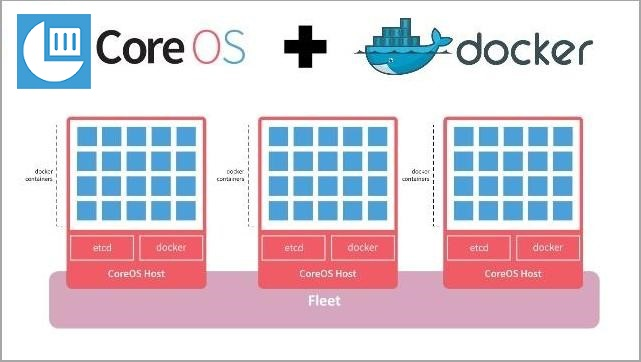 CoreOS
docker
docker
containers
docker
containers
docker
containers
etcd
docker
etcd
docker
etcd
docker
CoreOS Host
CoreOS Host
CoreOS Host
Fleet